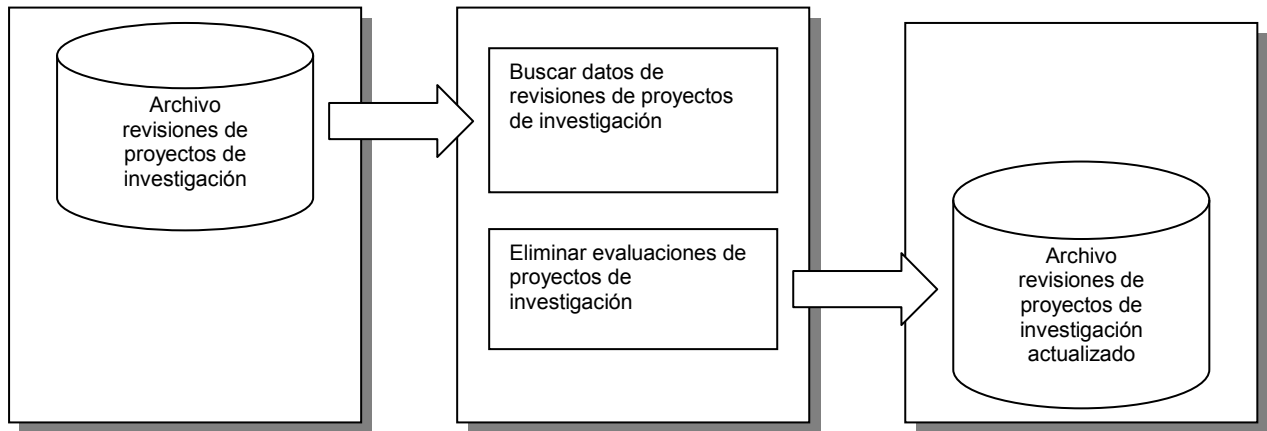 Archivo
revisiones de
proyectos de
investigación
Buscar datos de
revisiones de proyectos
de investigación
Eliminar evaluaciones de
proyectos de
investigación
Archivo
revisiones de
proyectos de
investigación
actualizado